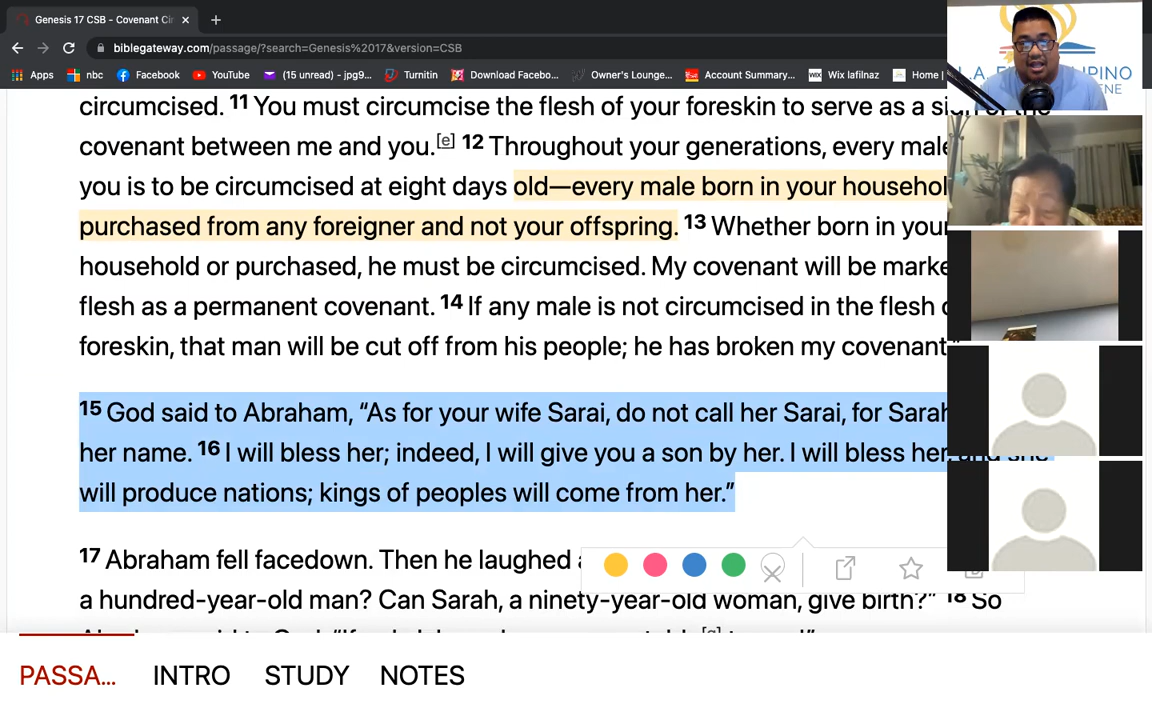 Genesis 17 CSB - Covenant Cir
biblegateway.com/passage/?search=Genesis%2017&version=CSB
Apps nbc Facebook YouTube (15 unread) - jpg9... Turnitin Download Facebo... Owner's Lounge... Account Summary... Wix lafilnaz Home |
L.A. F PINO
ENE
circumcised. 11 You must circumcise the flesh of your foreskin to serve as a sign of the
covenant between me and you.[e] 12 Throughout your generations, every male
you is to be circumcised at eight days old—every male born in your househol
purchased from any foreigner and not your offspring. 13 Whether born in your
household or purchased, he must be circumcised. My covenant will be marke
flesh as a permanent covenant. 14 If any male is not circumcised in the flesh
foreskin, that man will be cut off from his people; he has broken my covenant.”
15 God said to Abraham, “As for your wife Sarai, do not call her Sarai, for Sarah
her name. 16 I will bless her; indeed, I will give you a son by her. I will bless her, and she
will produce nations; kings of peoples will come from her.”
17 Abraham fell facedown. Then he laughed
a hundred-year-old man? Can Sarah, a ninety-year-old woman, give birth?” 18 So
PASSA... INTRO STUDY NOTES